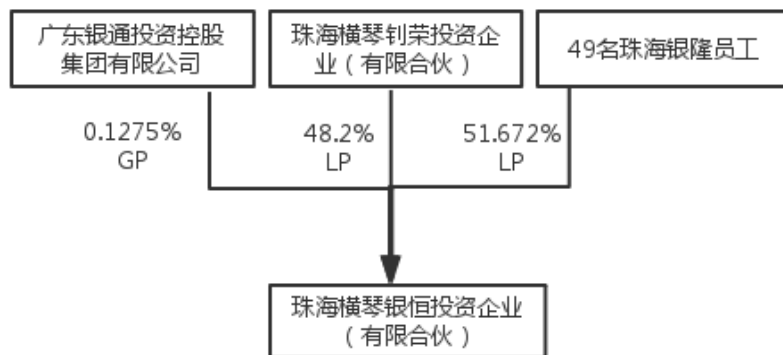 广东银通投资控股
集团有限公司
珠海横琴钊荣投资企
业（有限合伙）
49名珠海银隆员工
0.1275%
GP
48.2%
LP
51.672%
LP
珠海横琴银恒投资企业
（有限合伙）